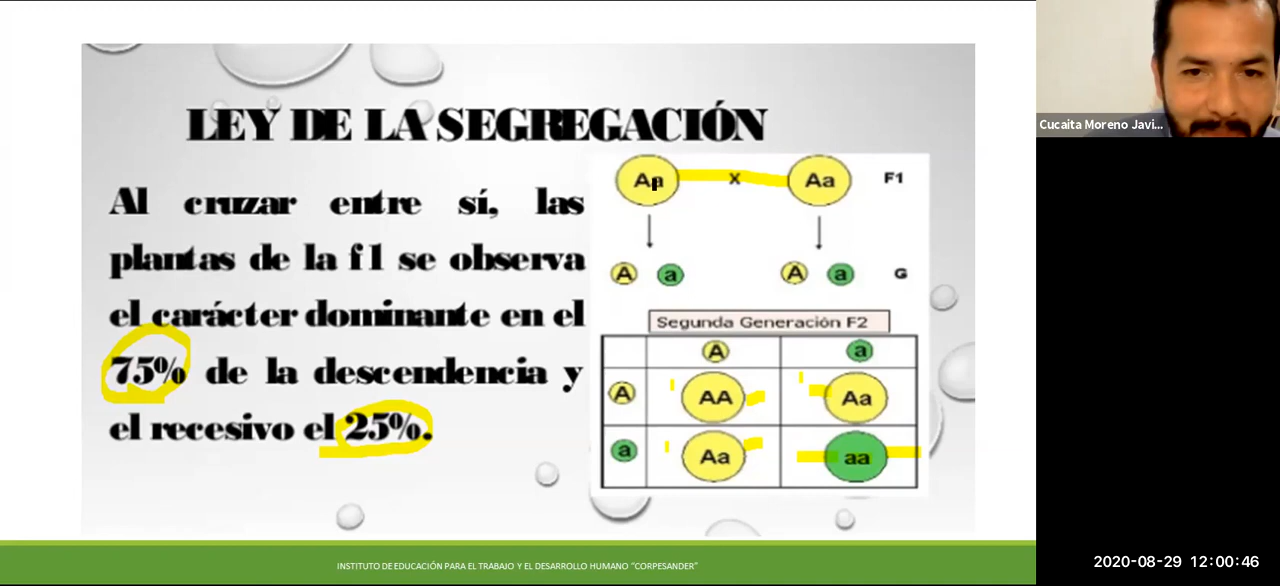 LEY DE LA SEGREGACIÓN
Al cruzar entre sí, las
plantas de la f1 se observa
el carácter dominante en el
75% de la descendencia y
el recesivo el 25%.
x Aa F1
A a A a G
Segunda Generación F2
A a
A AA Aa
a Aa aa
INSTITUTO DE EDUCACIÓN PARA EL TRABAJO Y EL DESARROLLO HUMANO "CORPESANDER"
Cucaita Moreno Javi...
2020-08-29 12:00:46